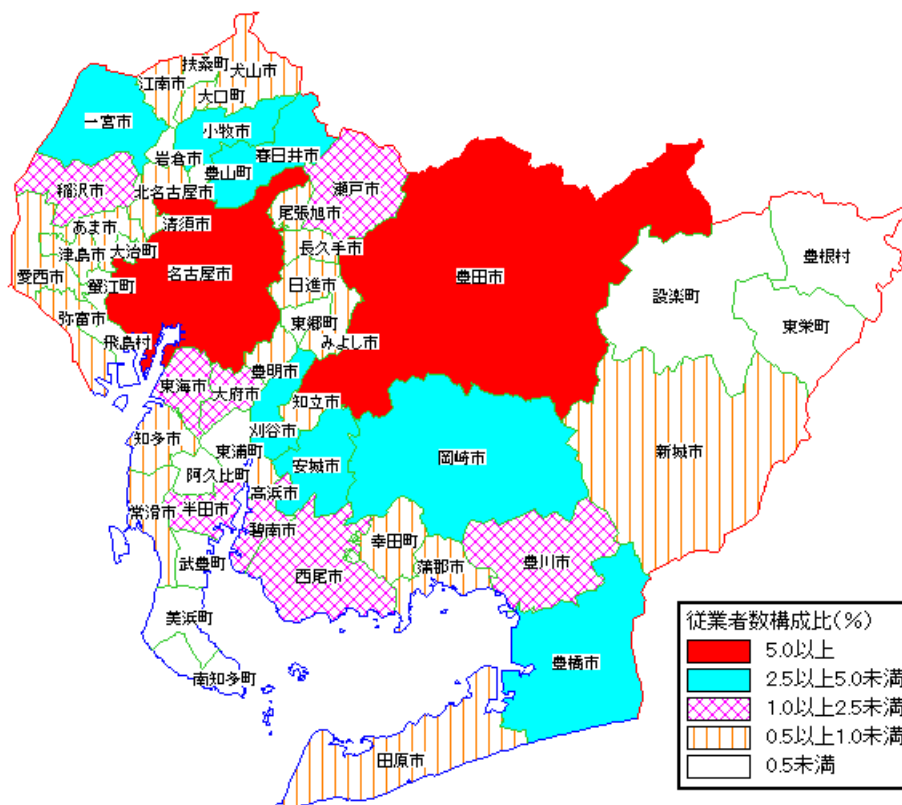 扶桑町
江南市
犬山市
大口町
一宮市
小牧市
岩倉市
春日井市
豊山町
稲沢市
北名古屋市
瀬戸市
尾張旭市
清須市
あま市
長久手市
津島市
大治町
愛西市
名古屋市
蟹江町
日進市
豊田市
豊根村
設楽町
弥富市
東郷町
東栄町
飛島村
みよし市
東海市
豊明市
大府市
知立市
知多市
刈谷市
東浦町
新城市
岡崎市
安城市
阿久比町
高浜市
常滑市
半田市
碧南市
幸田町
武豊町
蒲郡市
豊川市
西尾市
美浜町
豊橋市
南知多町
田原市
従業者数構成比(%)
5.0以上
2.5以上5.0未満
1.0以上2.5未満
0.5以上1.0未満
0.5未満